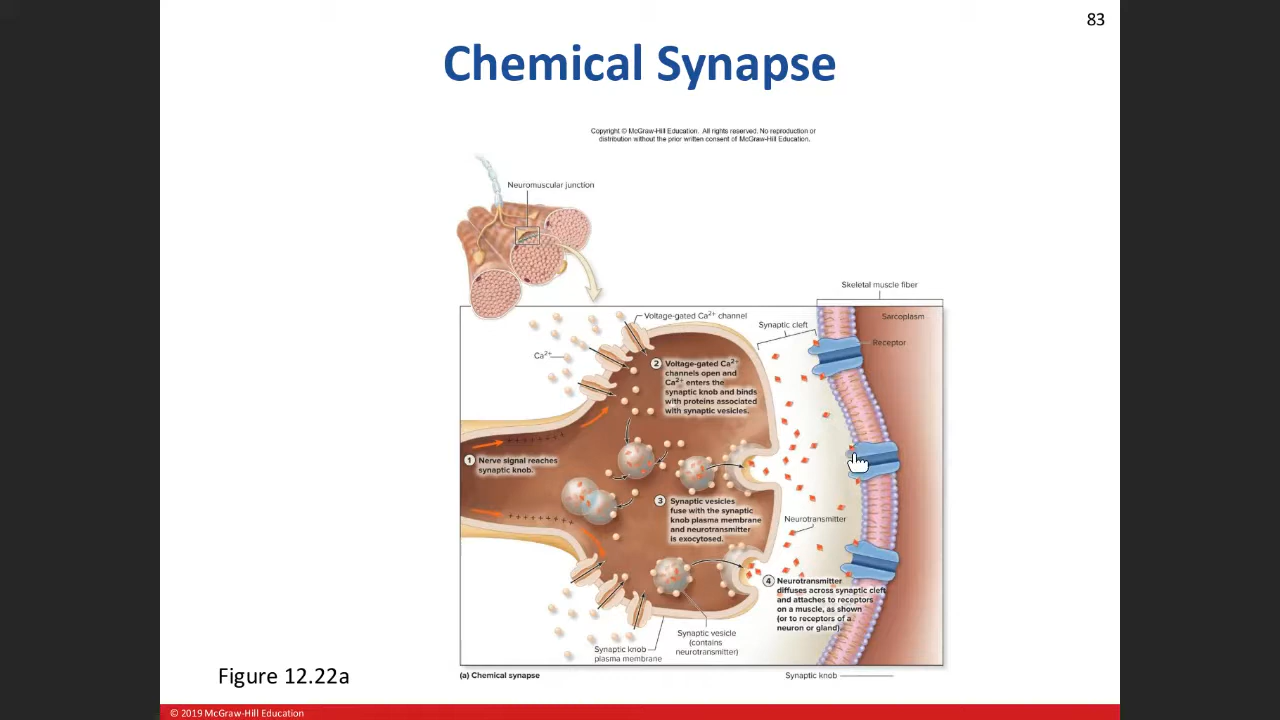 83
Chemical Synapse
Copyright © McGraw-Hill Education. All rights reserved. No reproduction or
distribution without the prior written consent of McGraw-Hill Education.
Neuromuscular junction
Skeletal muscle fiber
Voltage-gated Ca²⁺ channel
Synaptic cleft
Sarcoplasm
Receptor
Ca²⁺
2 Voltage-gated Ca²⁺
channels open and
Ca²⁺ enters the
synaptic knob and binds
with proteins associated
with synaptic vesicles.
1 Nerve signal reaches
synaptic knob.
3 Synaptic vesicles
fuse with the synaptic
knob plasma membrane
and neurotransmitter
is exocytosed.
Neurotransmitter
4 Neurotransmitter
diffuses across synaptic cleft
and attaches to receptors
on a muscle, as shown
(or to receptors of a
neuron or gland).
Synaptic vesicle
(contains
neurotransmitter)
Synaptic knob
plasma membrane
(a) Chemical synapse
Synaptic knob
Figure 12.22a
© 2019 McGraw-Hill Education